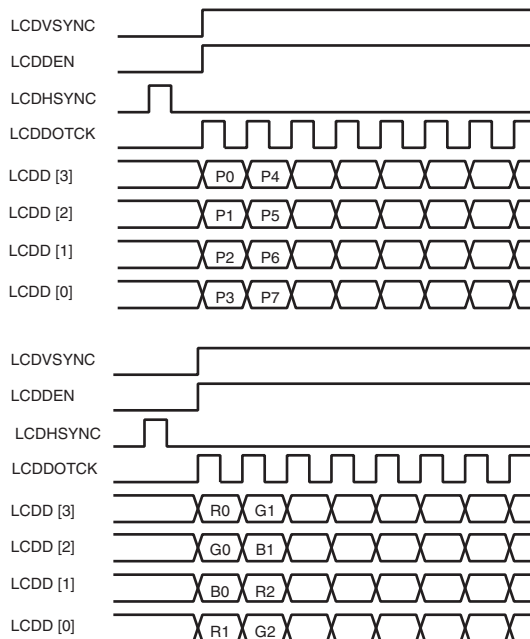 LCDVSYNC
LCDDEN
LCDHSYNC
LCDDOTCK
LCDD [3] P0 P4
LCDD [2] P1 P5
LCDD [1] P2 P6
LCDD [0] P3 P7
LCDVSYNC
LCDDEN
LCDHSYNC
LCDDOTCK
LCDD [3] R0 G1
LCDD [2] G0 B1
LCDD [1] B0 R2
LCDD [0] R1 G2